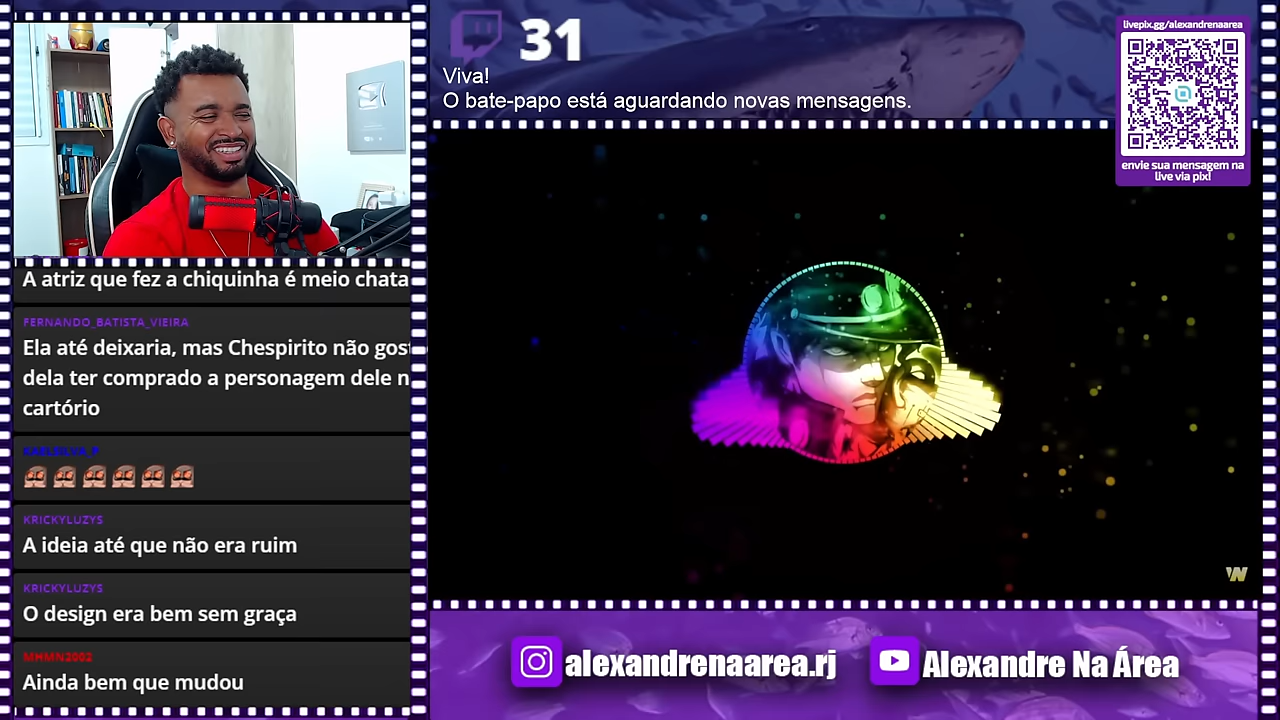 31
Viva!
O bate-papo está aguardando novas mensagens.
livepix.gg/alexandrenaarea
envie sua mensagem na
live via pix!
A atriz que fez a chiquinha é meio chata
FERNANDO_BATISTA_VIEIRA
Ela até deixaria, mas Chespirito não gos
dela ter comprado a personagem dele n
cartório
KRICKYLUZYS
A ideia até que não era ruim
KRICKYLUZYS
O design era bem sem graça
MHMN2002
Ainda bem que mudou
W
alexandrenaarea.rj
Alexandre Na Área